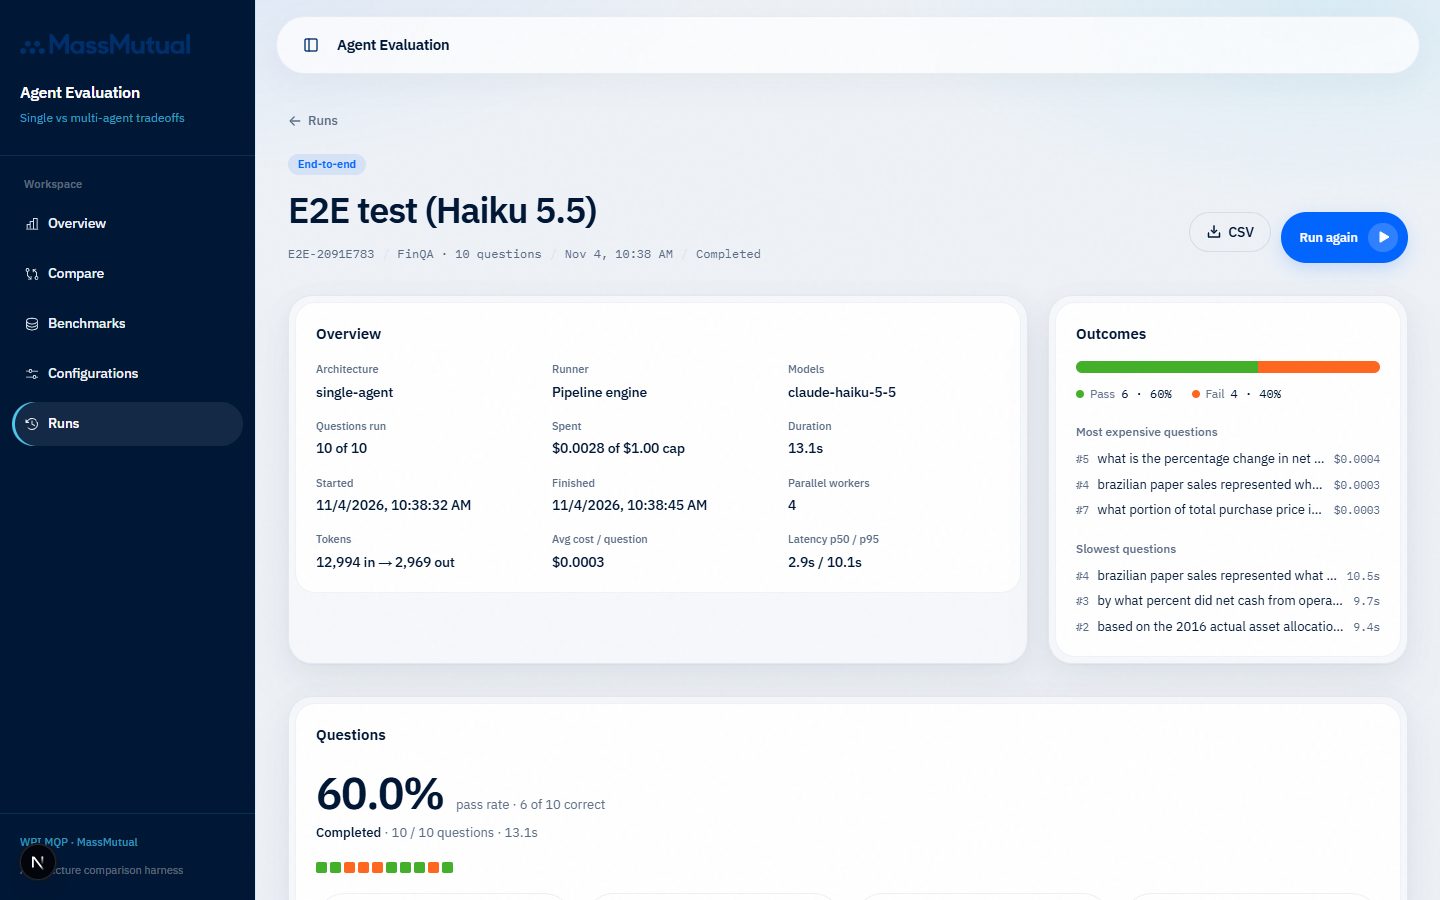 MassMutual
Agent Evaluation
Single vs multi-agent tradeoffs
Workspace
Overview
Compare
Benchmarks
Configurations
Runs
WPI MQP · MassMutual
cture comparison harness
N
Agent Evaluation
← Runs
End-to-end
E2E test (Haiku 5.5)
E2E-2091E783 / FinQA · 10 questions / Nov 4, 10:38 AM / Completed
CSV
Run again
Overview
Architecture Runner Models
single-agent Pipeline engine claude-haiku-5-5
Questions run Spent Duration
10 of 10 $0.0028 of $1.00 cap 13.1s
Started Finished Parallel workers
11/4/2026, 10:38:32 AM 11/4/2026, 10:38:45 AM 4
Tokens Avg cost / question Latency p50 / p95
12,994 in → 2,969 out $0.0003 2.9s / 10.1s
Outcomes
Pass 6 · 60% Fail 4 · 40%
Most expensive questions
#5 what is the percentage change in net ... $0.0004
#4 brazilian paper sales represented wh... $0.0003
#7 what portion of total purchase price i... $0.0003
Slowest questions
#4 brazilian paper sales represented what ... 10.5s
#3 by what percent did net cash from opera... 9.7s
#2 based on the 2016 actual asset allocatio... 9.4s
Questions
60.0% pass rate · 6 of 10 correct
Completed · 10 / 10 questions · 13.1s